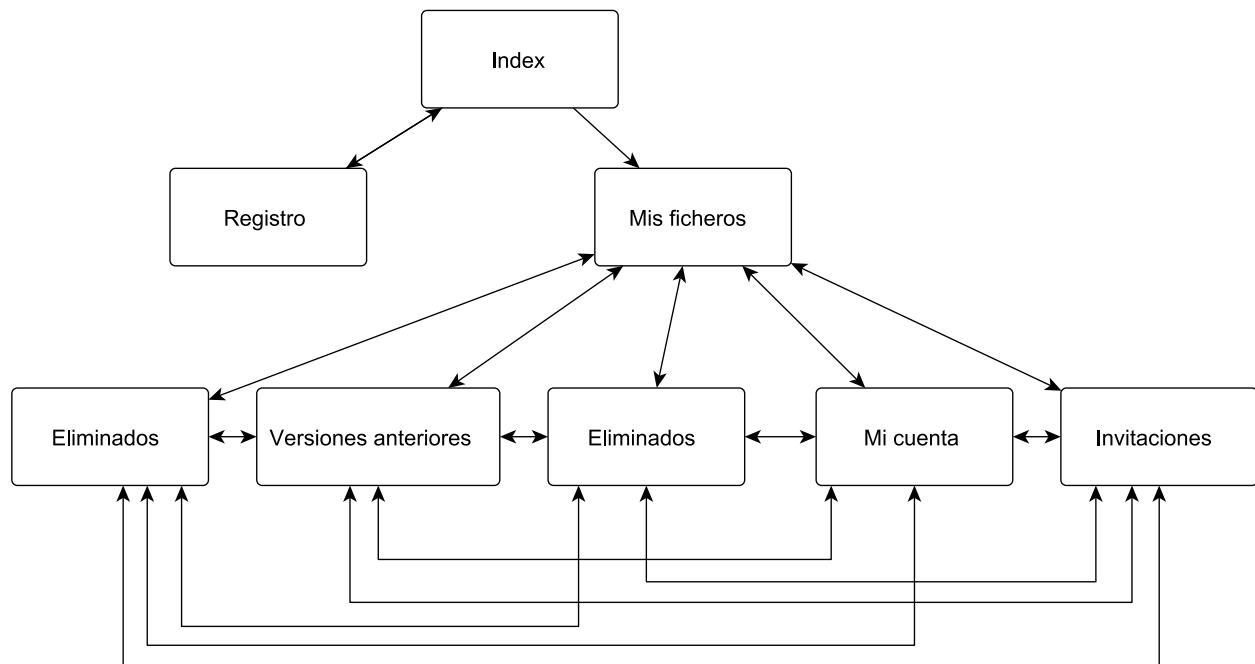 Index
Registro
Mis ficheros
Eliminados
Versiones anteriores
Eliminados
Mi cuenta
Invitaciones